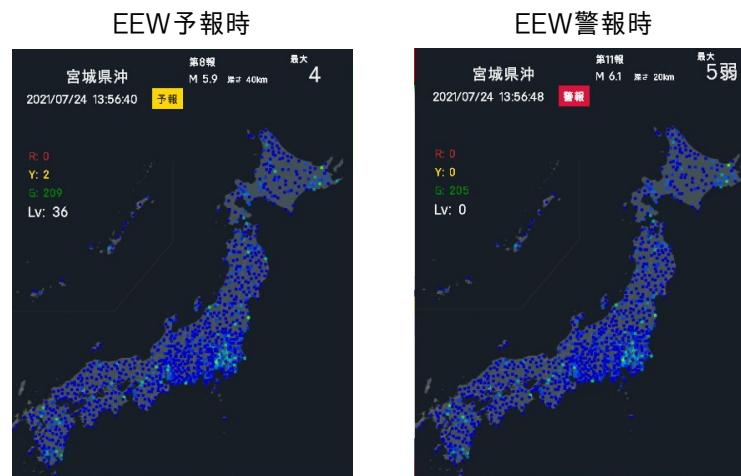 EEW予報時
第8報
最大
宮城県沖
M 5.9 深さ 40km
4
2021/07/24 13:56:40
予報
R: 0
Y: 2
G: 209
Lv: 36
EEW警報時
第11報
最大
宮城県沖
M 6.1 深さ 20km
5弱
2021/07/24 13:56:48
警報
R: 0
Y: 0
G: 205
Lv: 0